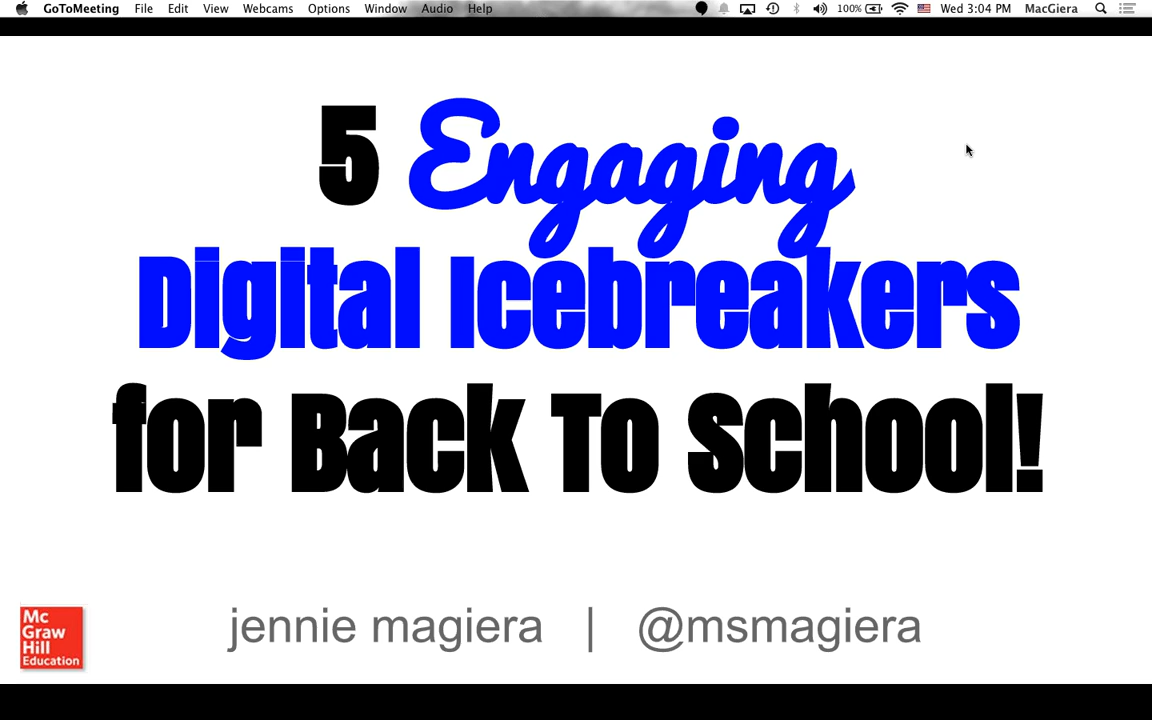 GoToMeeting File Edit View Webcams Options Window Audio Help 100% Wed 3:04 PM MacGiera
5 Engaging
Digital Icebreakers
for Back To School!
jennie magiera | @msmagiera
Mc
Graw
Hill
Education